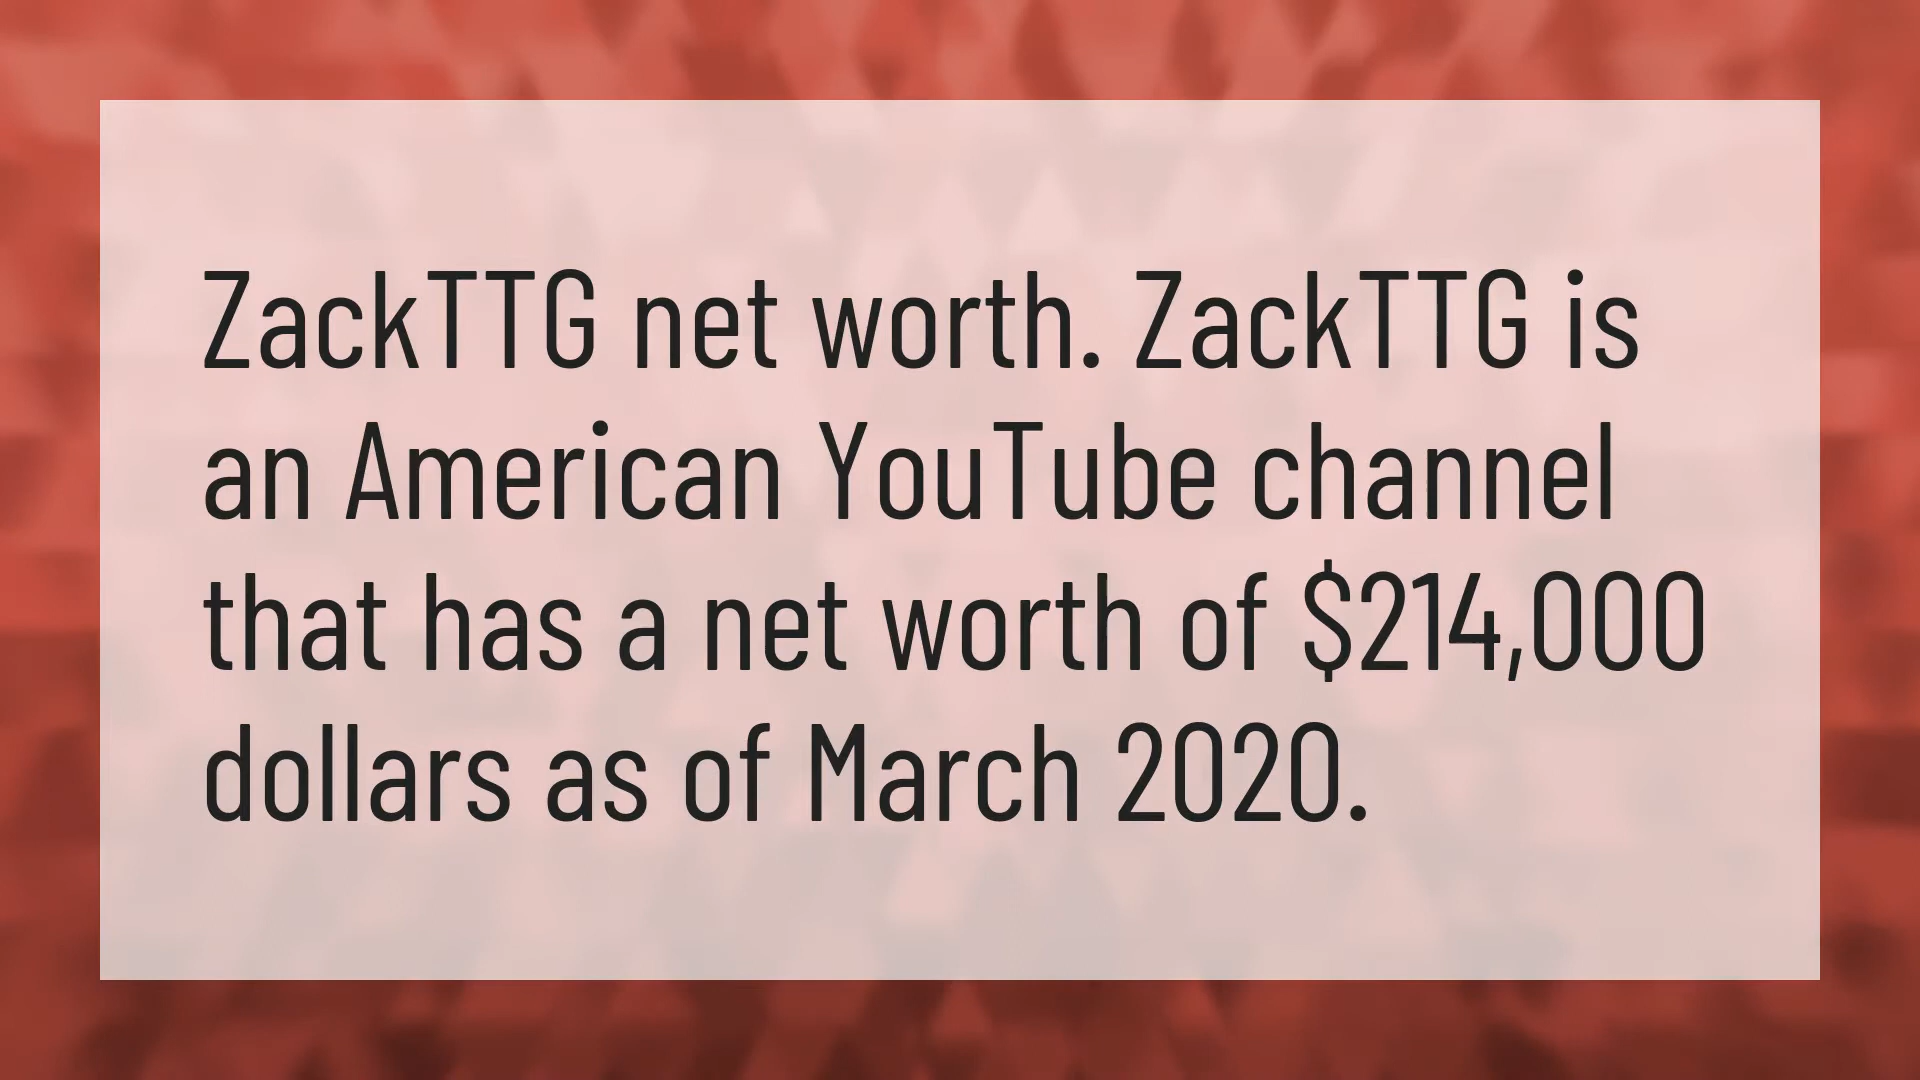 ZackTTG net worth. ZackTTG is
an American YouTube channel
that has a net worth of $214,000
dollars as of March 2020.